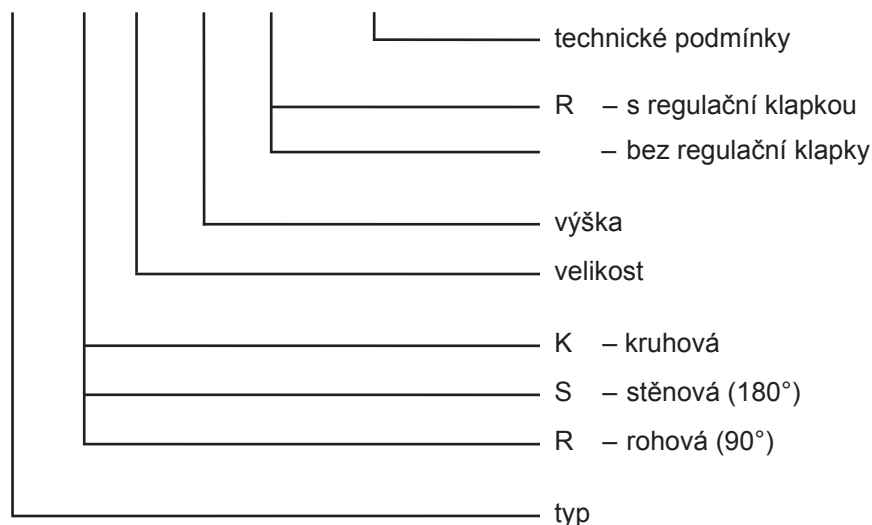 technické podmínky
R – s regulační klapkou
– bez regulační klapky
výška
velikost
K – kruhová
S – stěnová (180°)
R – rohová (90°)
typ